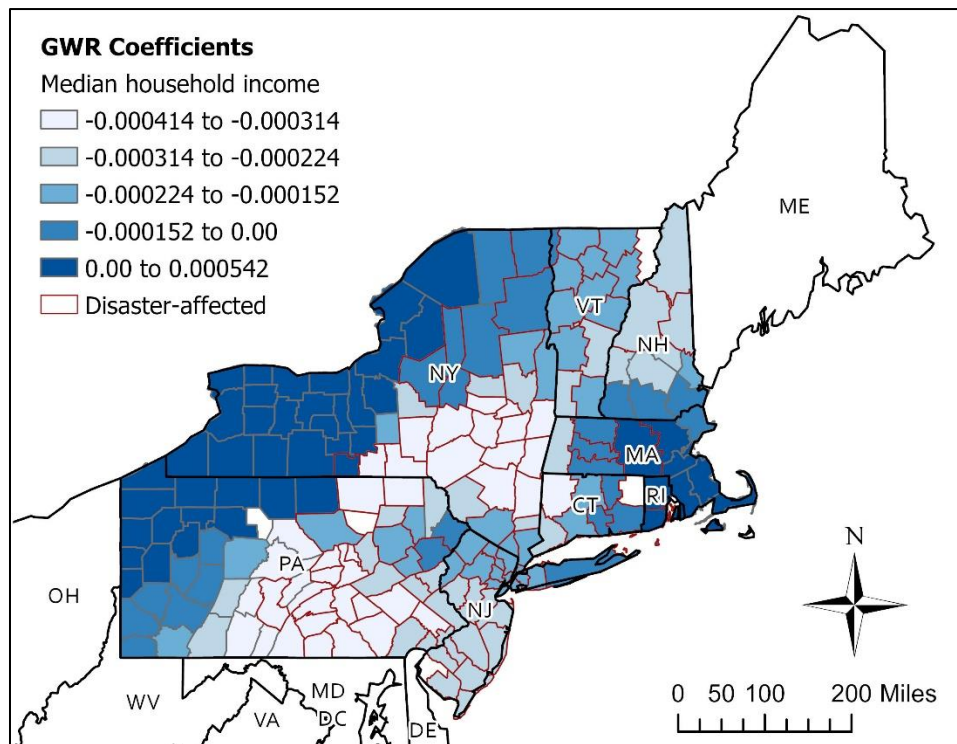 GWR Coefficients
Median household income
-0.000414 to -0.000314
-0.000314 to -0.000224
-0.000224 to -0.000152
-0.000152 to 0.00
0.00 to 0.000542
Disaster-affected
ME
VT
NH
NY
MA
CT
RI
PA
NJ
OH
WV
MD
VA
DC
DE
N
0 50 100 200 Miles